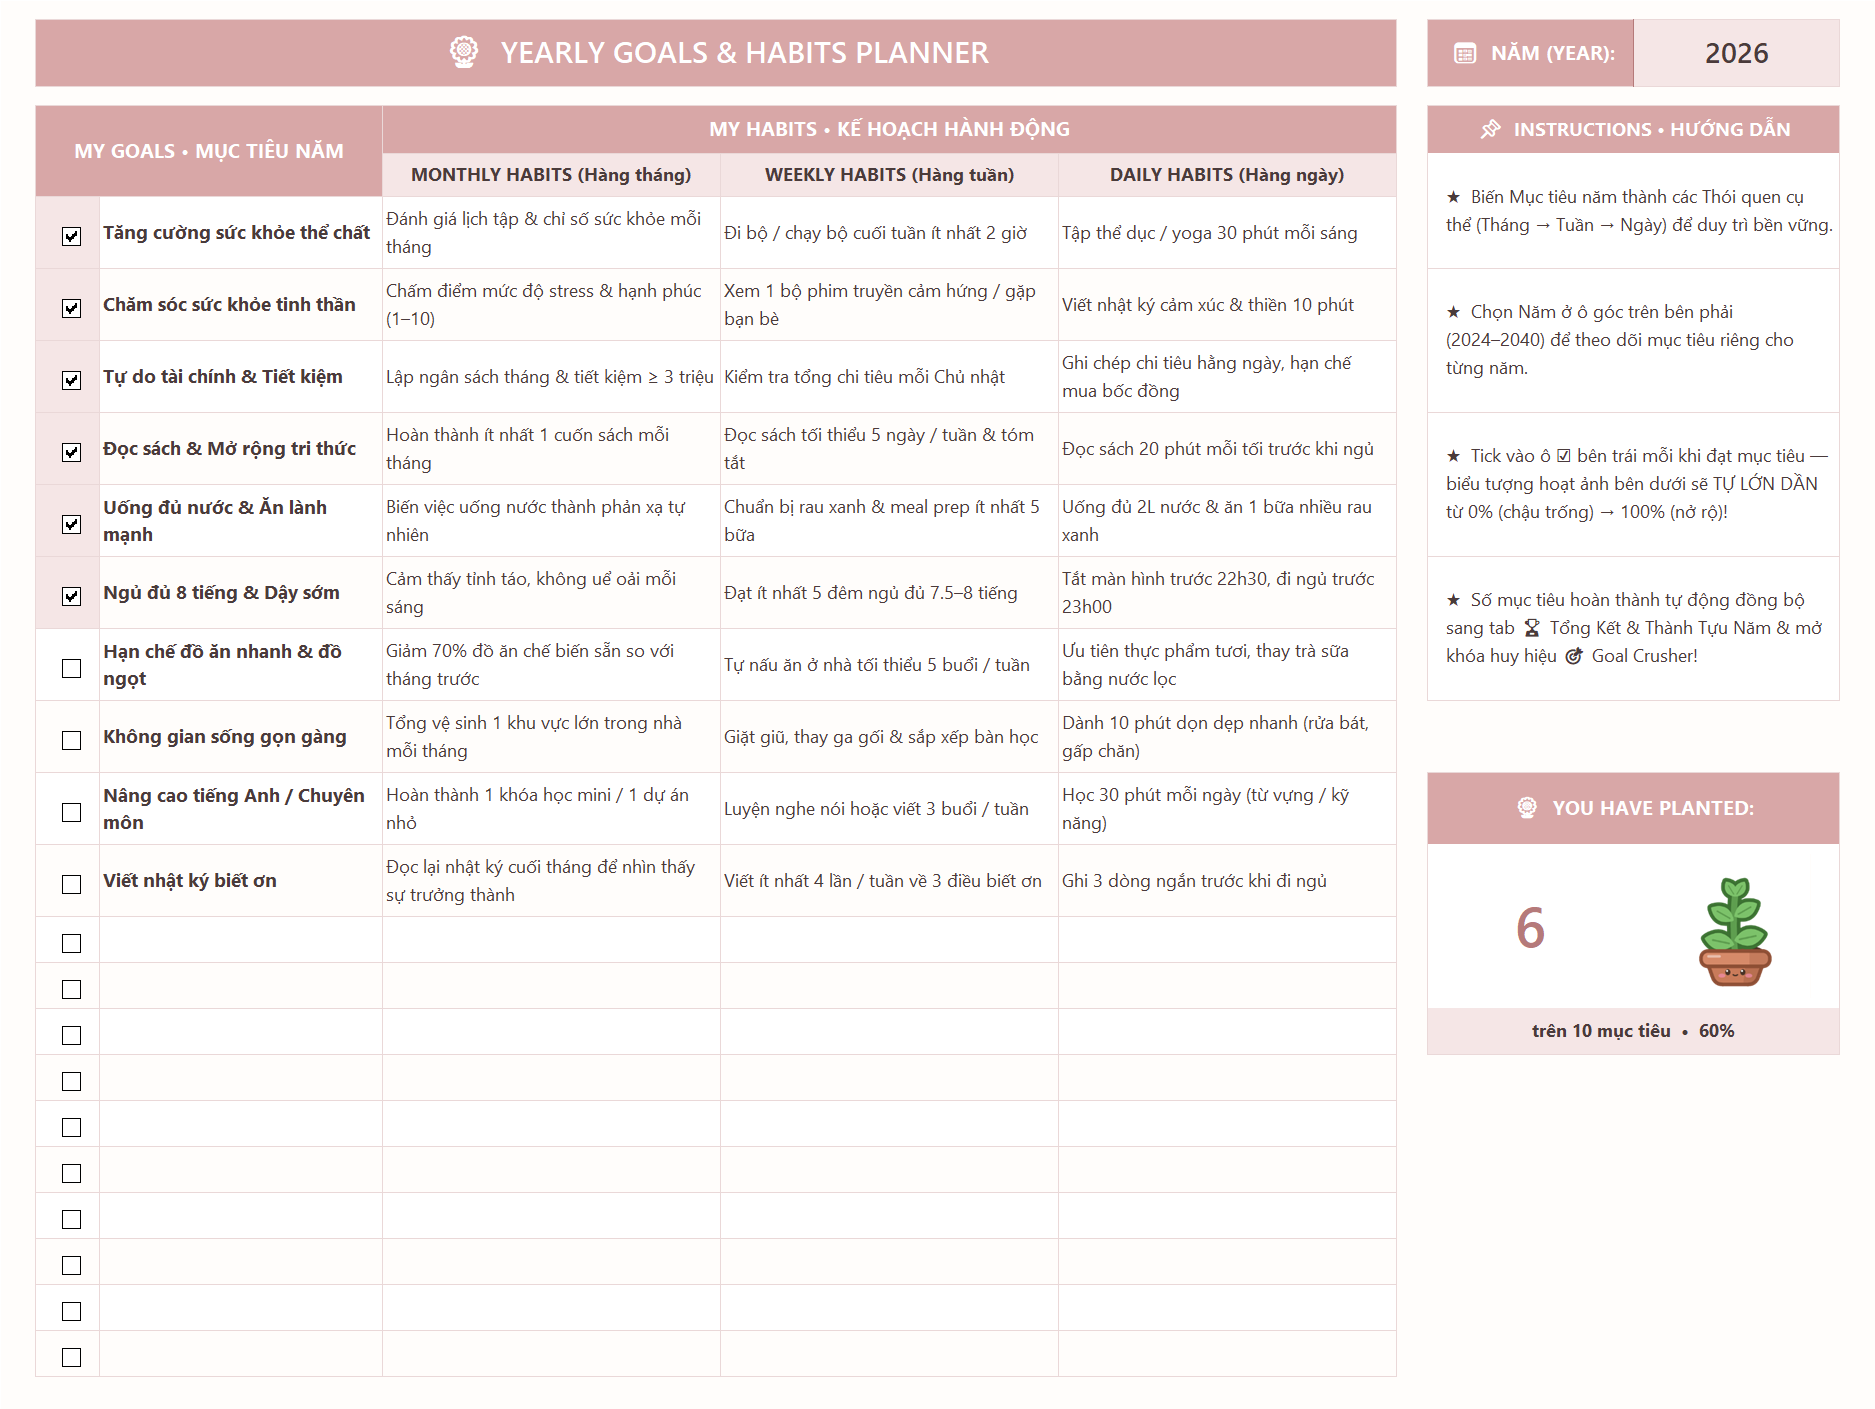 YEARLY GOALS & HABITS PLANNER
NĂM (YEAR):
2026
MY GOALS • MỤC TIÊU NĂM
MY HABITS • KẾ HOẠCH HÀNH ĐỘNG
MONTHLY HABITS (Hàng tháng)
WEEKLY HABITS (Hàng tuần)
DAILY HABITS (Hàng ngày)
Tăng cường sức khỏe thể chất
Đánh giá lịch tập & chỉ số sức khỏe mỗi
tháng
Đi bộ / chạy bộ cuối tuần ít nhất 2 giờ
Tập thể dục / yoga 30 phút mỗi sáng
Chăm sóc sức khỏe tinh thần
Chấm điểm mức độ stress & hạnh phúc
(1–10)
Xem 1 bộ phim truyền cảm hứng / gặp
bạn bè
Viết nhật ký cảm xúc & thiền 10 phút
Tự do tài chính & Tiết kiệm
Lập ngân sách tháng & tiết kiệm ≥ 3 triệu
Kiểm tra tổng chi tiêu mỗi Chủ nhật
Ghi chép chi tiêu hằng ngày, hạn chế
mua bốc đồng
Đọc sách & Mở rộng tri thức
Hoàn thành ít nhất 1 cuốn sách mỗi
tháng
Đọc sách tối thiểu 5 ngày / tuần & tóm
tắt
Đọc sách 20 phút mỗi tối trước khi ngủ
Uống đủ nước & Ăn lành
mạnh
Biến việc uống nước thành phản xạ tự
nhiên
Chuẩn bị rau xanh & meal prep ít nhất 5
bữa
Uống đủ 2L nước & ăn 1 bữa nhiều rau
xanh
Ngủ đủ 8 tiếng & Dậy sớm
Cảm thấy tỉnh táo, không uể oải mỗi
sáng
Đạt ít nhất 5 đêm ngủ đủ 7.5–8 tiếng
Tắt màn hình trước 22h30, đi ngủ trước
23h00
Hạn chế đồ ăn nhanh & đồ
ngọt
Giảm 70% đồ ăn chế biến sẵn so với
tháng trước
Tự nấu ăn ở nhà tối thiểu 5 buổi / tuần
Ưu tiên thực phẩm tươi, thay trà sữa
bằng nước lọc
Không gian sống gọn gàng
Tổng vệ sinh 1 khu vực lớn trong nhà
mỗi tháng
Giặt giũ, thay ga gối & sắp xếp bàn học
Dành 10 phút dọn dẹp nhanh (rửa bát,
gấp chăn)
Nâng cao tiếng Anh / Chuyên
môn
Hoàn thành 1 khóa học mini / 1 dự án
nhỏ
Luyện nghe nói hoặc viết 3 buổi / tuần
Học 30 phút mỗi ngày (từ vựng / kỹ
năng)
Viết nhật ký biết ơn
Đọc lại nhật ký cuối tháng để nhìn thấy
sự trưởng thành
Viết ít nhất 4 lần / tuần về 3 điều biết ơn
Ghi 3 dòng ngắn trước khi đi ngủ
INSTRUCTIONS • HƯỚNG DẪN
★ Biến Mục tiêu năm thành các Thói quen cụ
thể (Tháng → Tuần → Ngày) để duy trì bền vững.
★ Chọn Năm ở ô góc trên bên phải
(2024–2040) để theo dõi mục tiêu riêng cho
từng năm.
★ Tick vào ô ☑ bên trái mỗi khi đạt mục tiêu —
biểu tượng hoạt ảnh bên dưới sẽ TỰ LỚN DẦN
từ 0% (chậu trống) → 100% (nở rộ)!
★ Số mục tiêu hoàn thành tự động đồng bộ
sang tab 🏆 Tổng Kết & Thành Tựu Năm & mở
khóa huy hiệu 🎯 Goal Crusher!
YOU HAVE PLANTED:
6
trên 10 mục tiêu • 60%